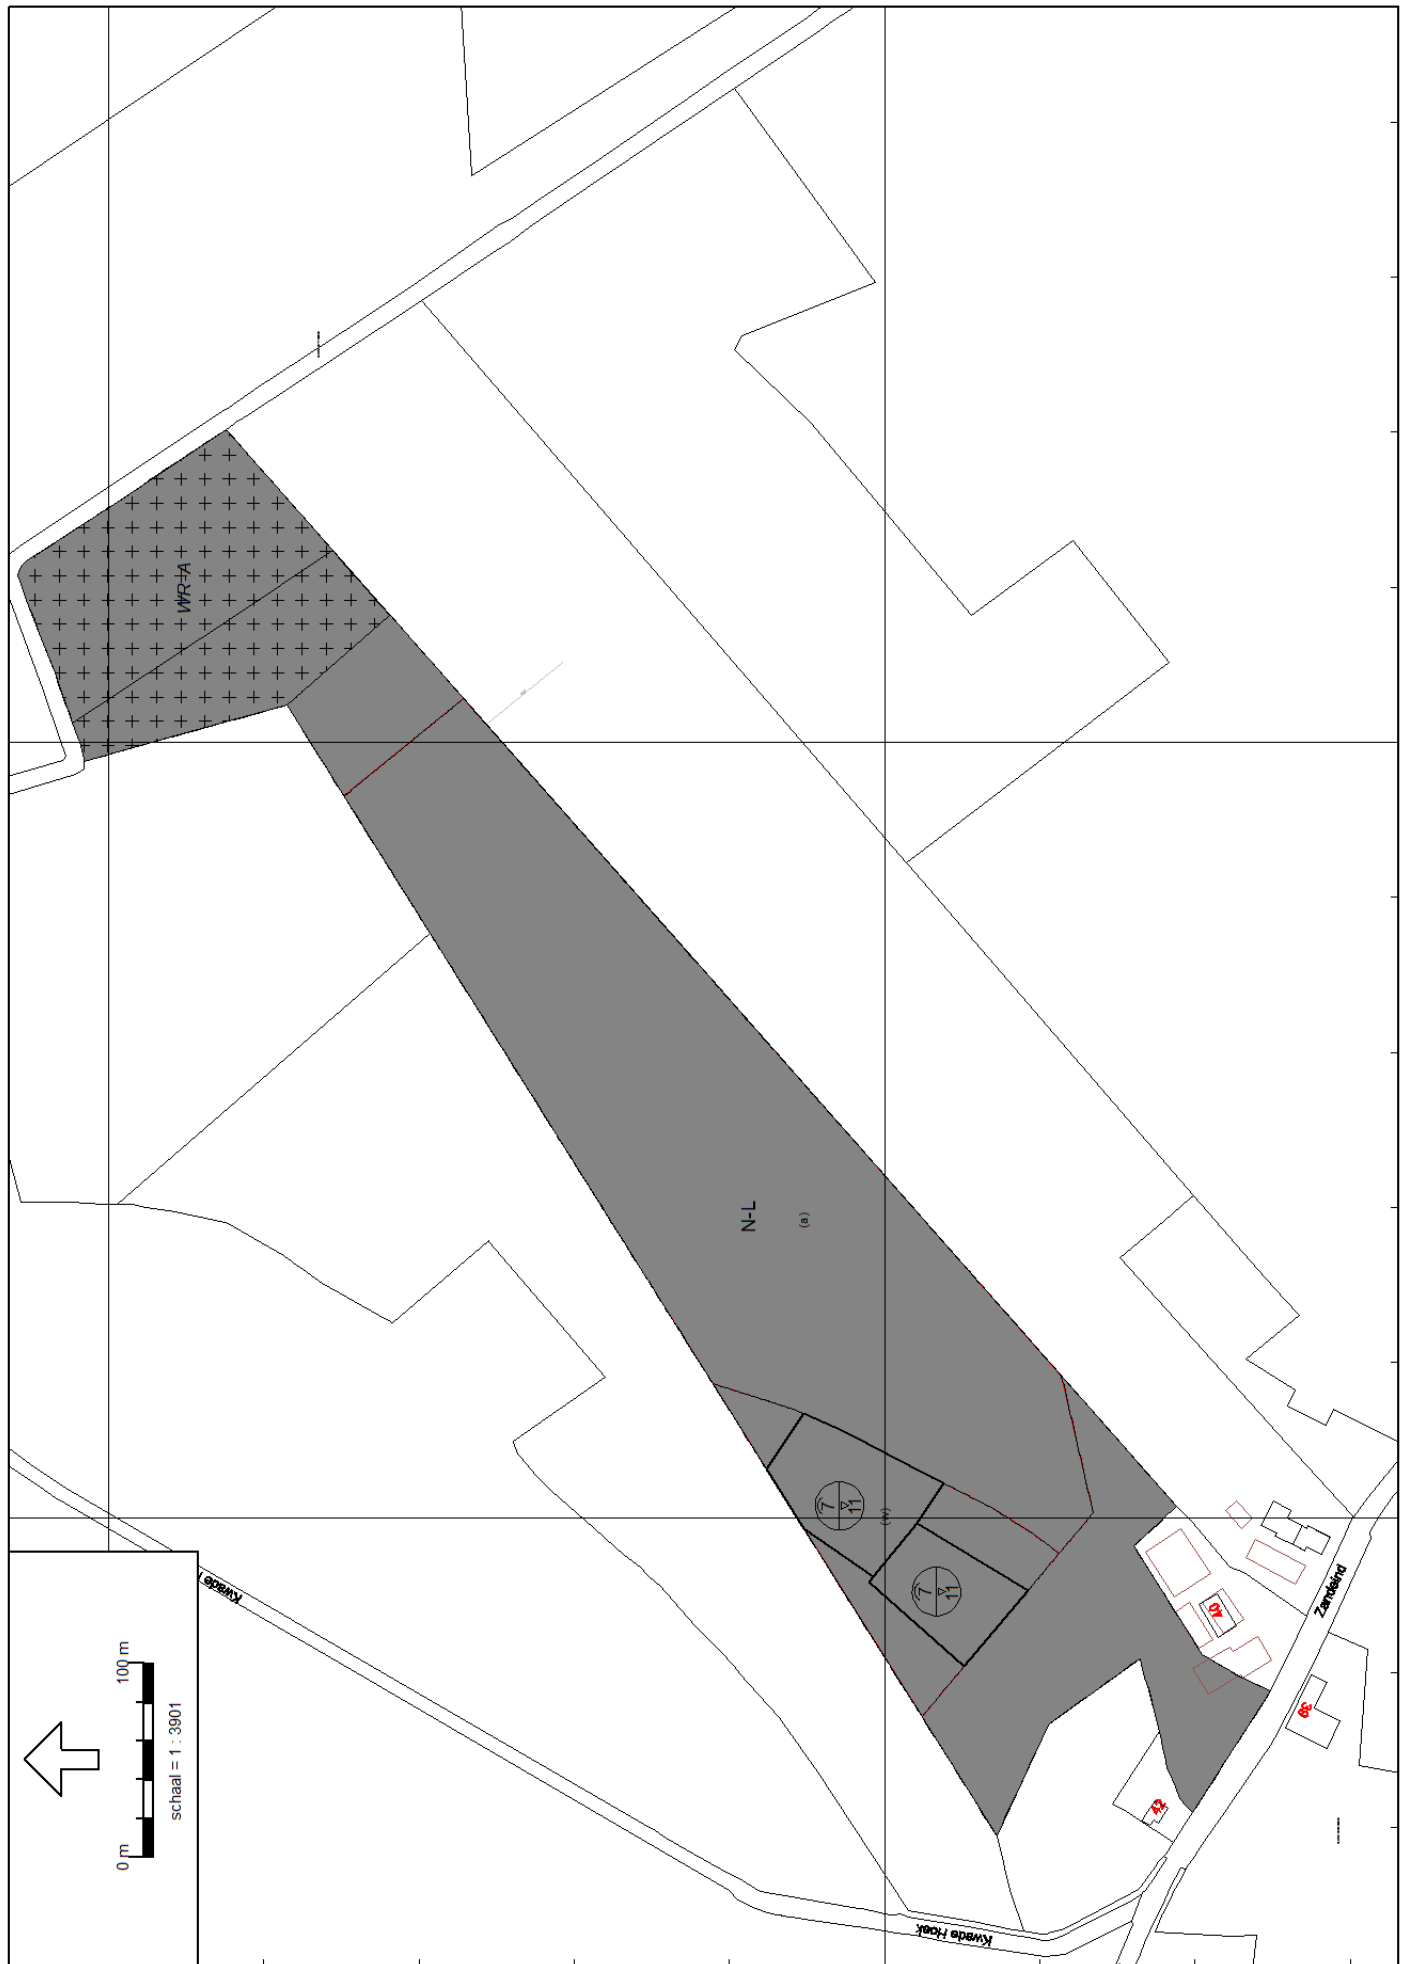 WR-A
N-L
(a)
7
11
(w)
7
11
40
Zandeind
39
42
Kwade Hoek
Kwade H
0 m
100 m
schaal = 1 : 3901